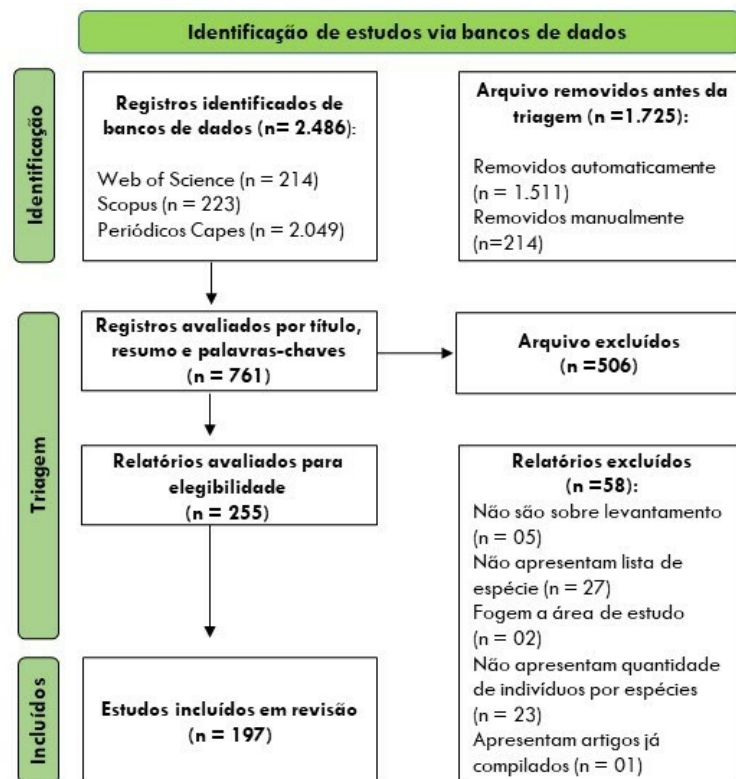 Identificação de estudos via bancos de dados
Identificação
Registros identificados de
bancos de dados (n= 2.486):
Web of Science (n = 214)
Scopus (n = 223)
Periódicos Capes (n = 2.049)
Arquivo removidos antes da
triagem (n =1.725):
Removidos automaticamente
(n = 1.511)
Removidos manualmente
(n=214)
Triagem
Registros avaliados por título,
resumo e palavras-chaves
(n = 761)
Arquivo excluídos
(n =506)
Relatórios avaliados para
elegibilidade
(n = 255)
Relatórios excluídos
(n =58):
Não são sobre levantamento
(n = 05)
Não apresentam lista de
espécie (n = 27)
Fogem a área de estudo
(n = 02)
Não apresentam quantidade
de indivíduos por espécies
(n = 23)
Apresentam artigos já
compilados (n = 01)
Incluídos
Estudos incluídos em revisão
(n = 197)